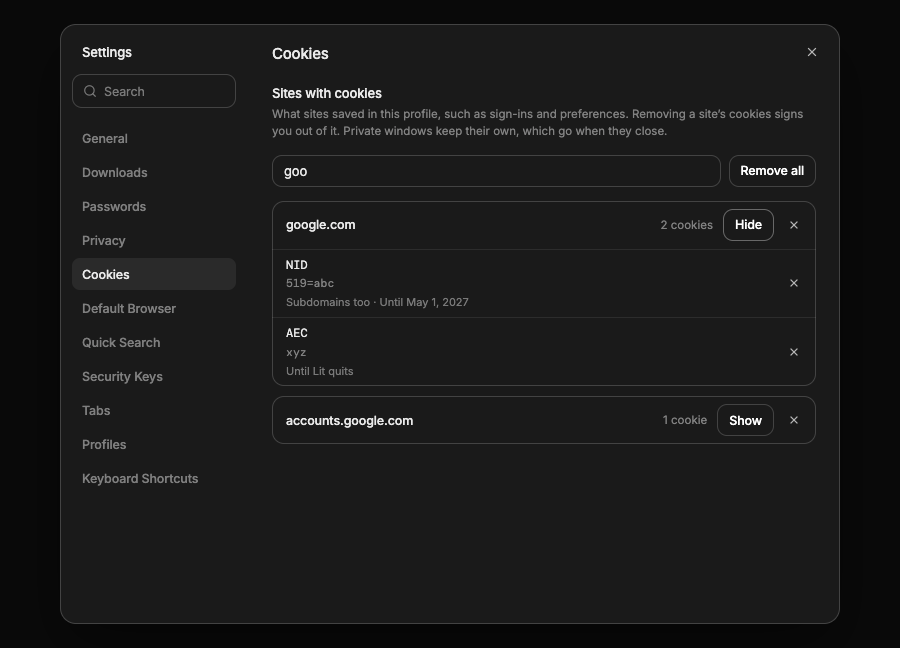 Settings
Cookies
Search
General
Downloads
Passwords
Privacy
Cookies
Default Browser
Quick Search
Security Keys
Tabs
Profiles
Keyboard Shortcuts
Sites with cookies
What sites saved in this profile, such as sign-ins and preferences. Removing a site's cookies signs
you out of it. Private windows keep their own, which go when they close.
goo
Remove all
google.com
2 cookies
Hide
NID
519=abc
Subdomains too · Until May 1, 2027
AEC
xyz
Until Lit quits
accounts.google.com
1 cookie
Show